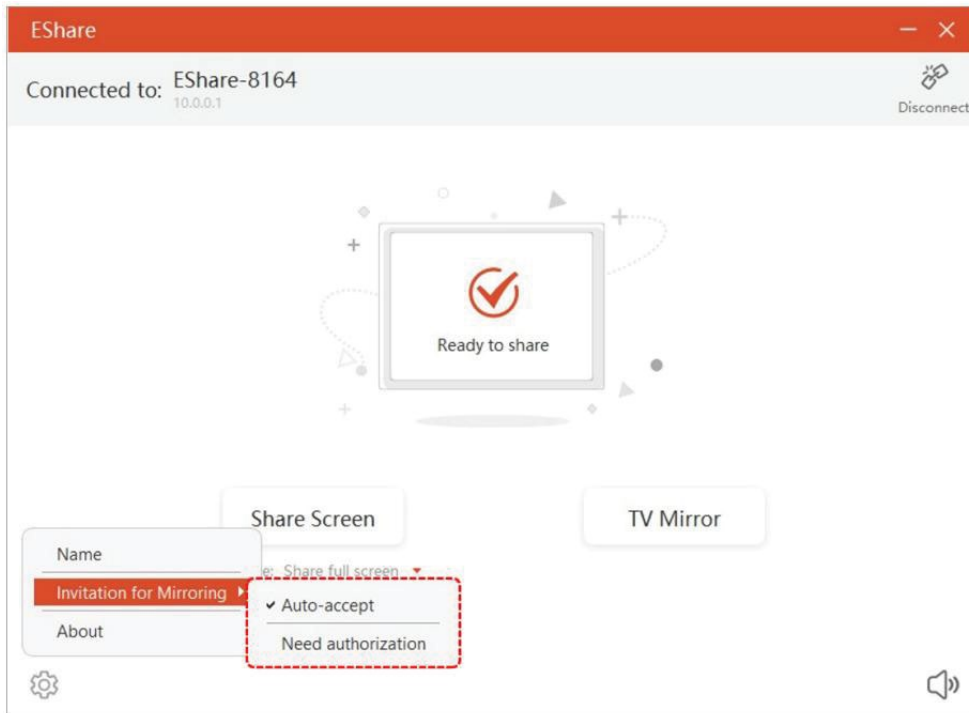 EShare
Connected to: EShare-8164
10.0.0.1
Disconnect
Ready to share
Share Screen
TV Mirror
Name
e: Share full screen
Invitation for Mirroring
Auto-accept
About
Need authorization